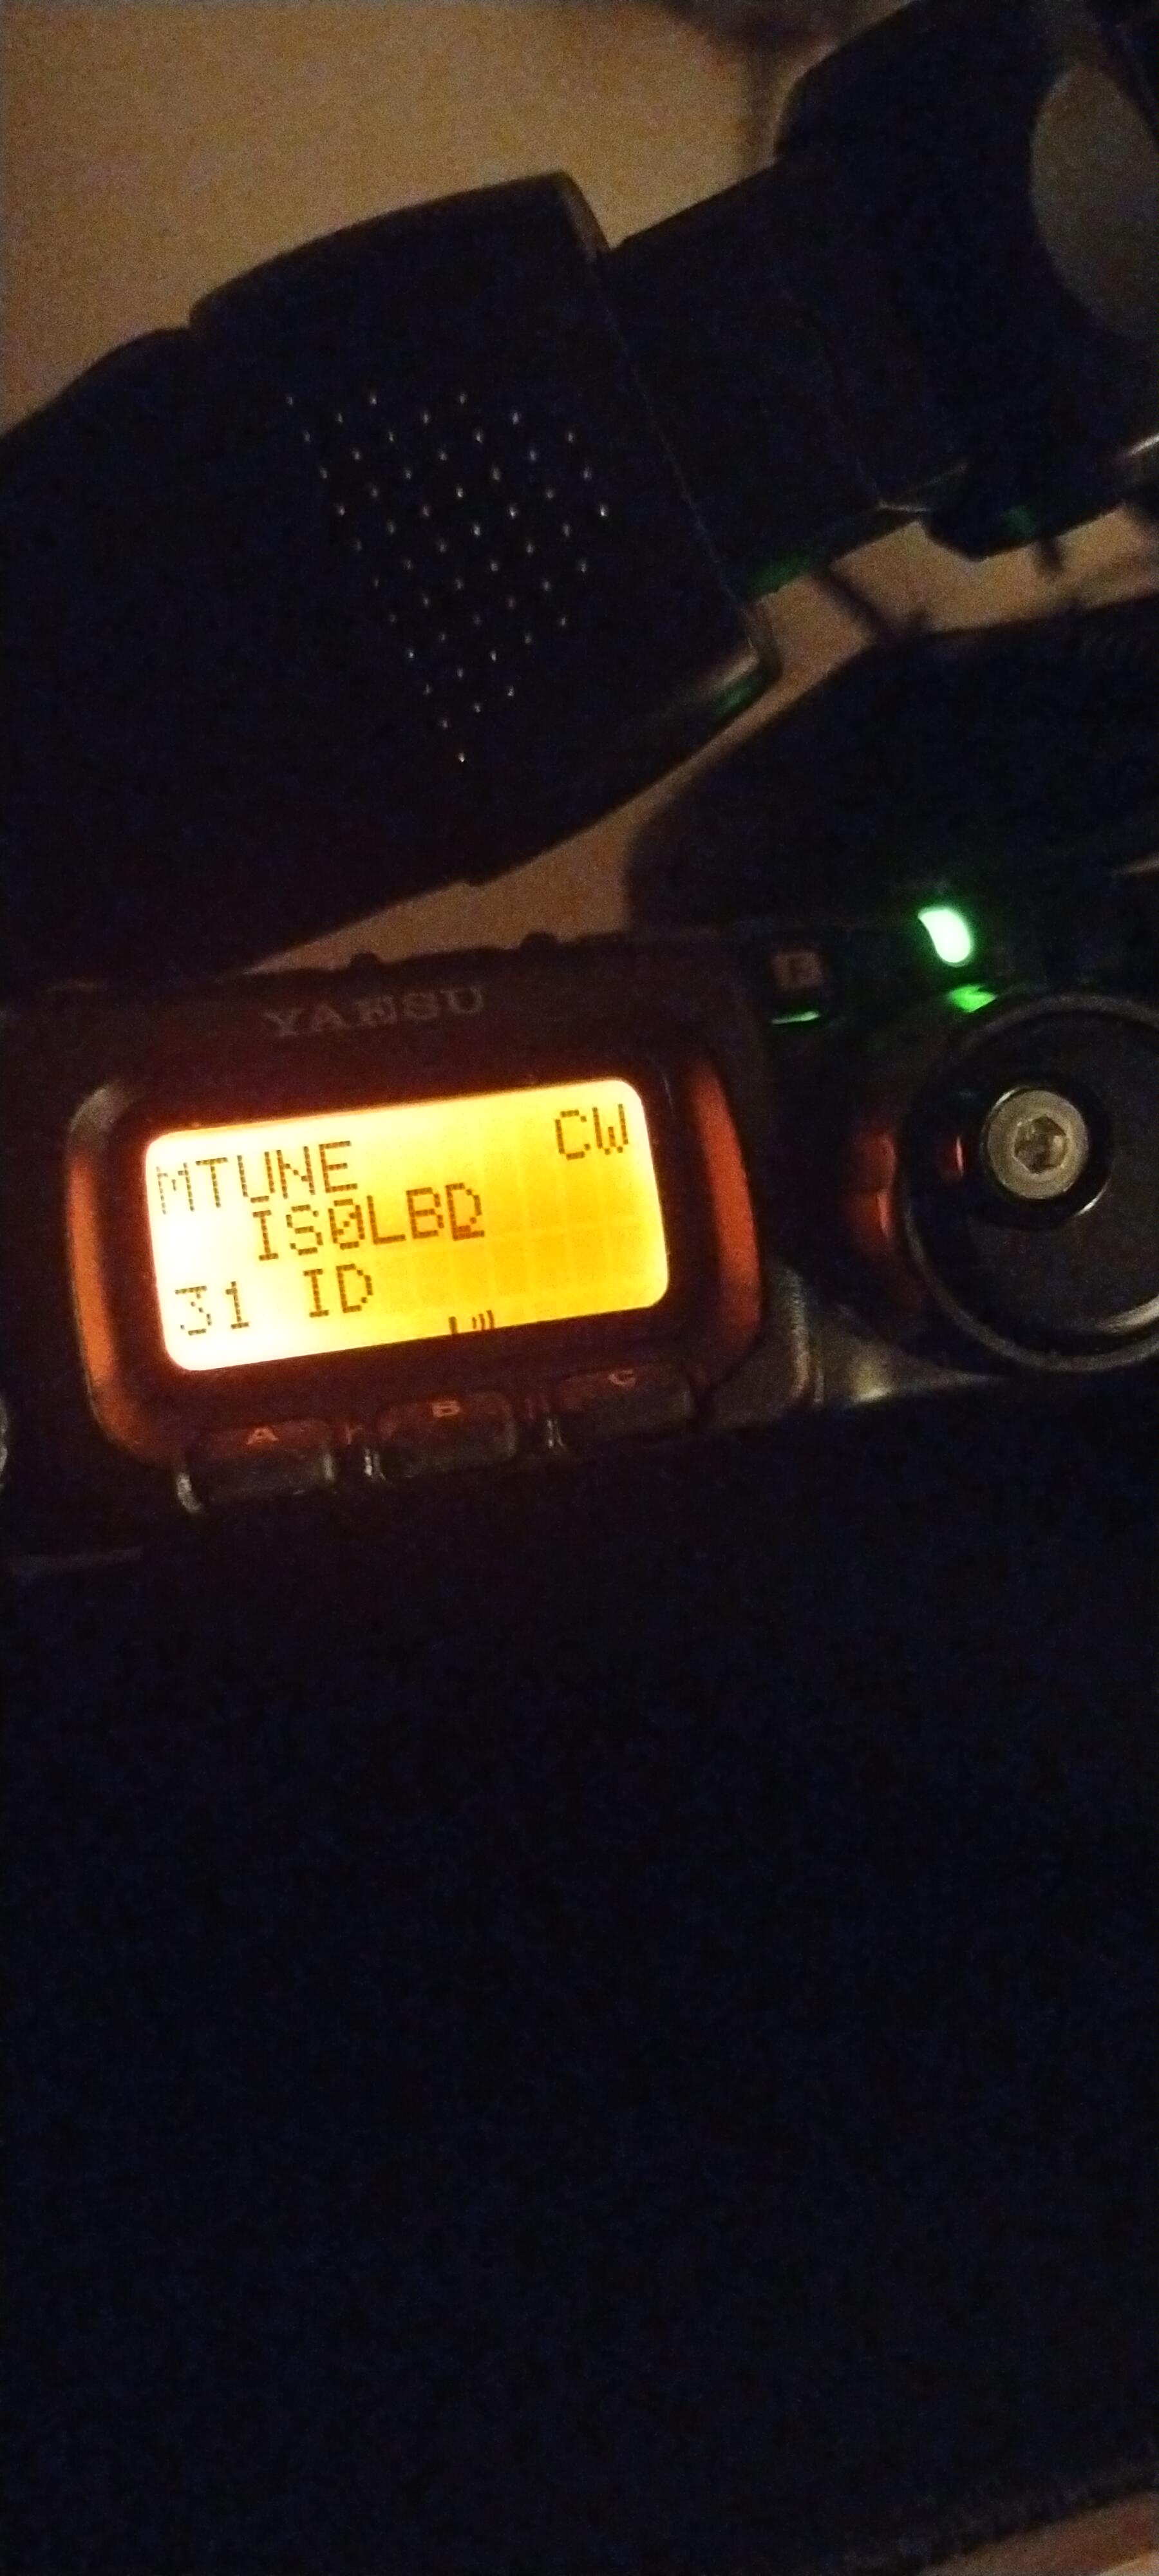 YAESU
MTUNE CW
IS0LBD
31 ID
A B C